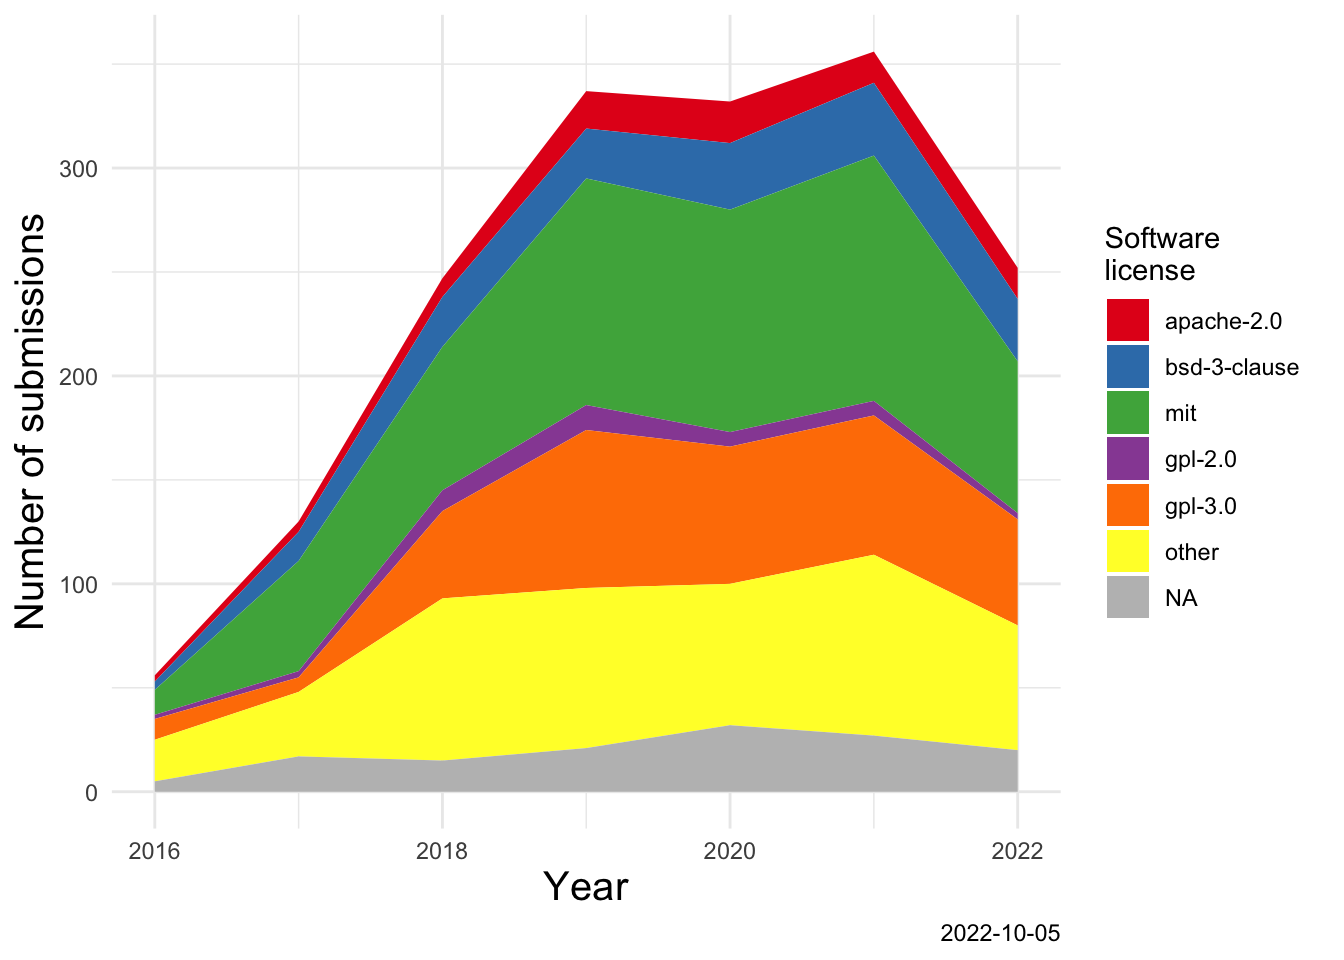 Number of submissions
300
200
100
0
2016
2018
2020
2022
Year
2022-10-05
Software
license
apache-2.0
bsd-3-clause
mit
gpl-2.0
gpl-3.0
other
NA